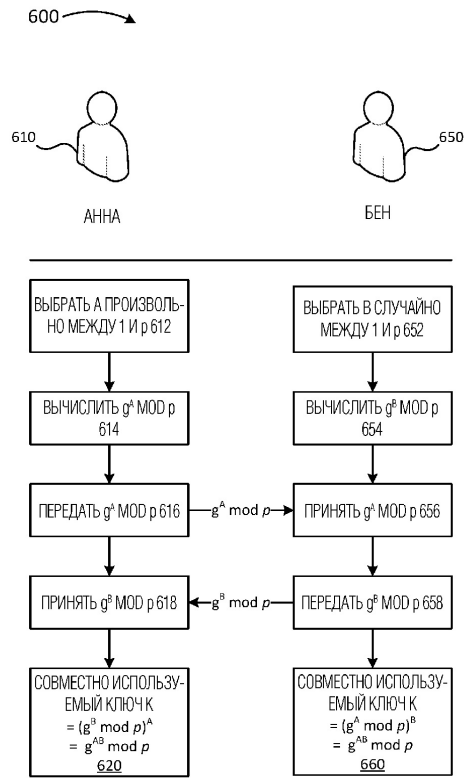 600
610
650
АННА
БЕН
ВЫБРАТЬ А ПРОИЗВОЛЬ-
НО МЕЖДУ 1 И р 612
ВЫБРАТЬ В СЛУЧАЙНО
МЕЖДУ 1 И р 652
ВЫЧИСЛИТЬ g^A MOD p
614
ВЫЧИСЛИТЬ g^B MOD p
654
ПЕРЕДАТЬ g^A MOD p 616
g^A mod p
ПРИНЯТЬ g^A MOD p 656
ПРИНЯТЬ g^B MOD p 618
g^B mod p
ПЕРЕДАТЬ g^B MOD p 658
СОВМЕСТНО ИСПОЛЬЗУ-
ЕМЫЙ КЛЮЧ К
= (g^B mod p)^A
= g^AB mod p
620
СОВМЕСТНО ИСПОЛЬЗУ-
ЕМЫЙ КЛЮЧ К
= (g^A mod p)^B
= g^AB mod p
660